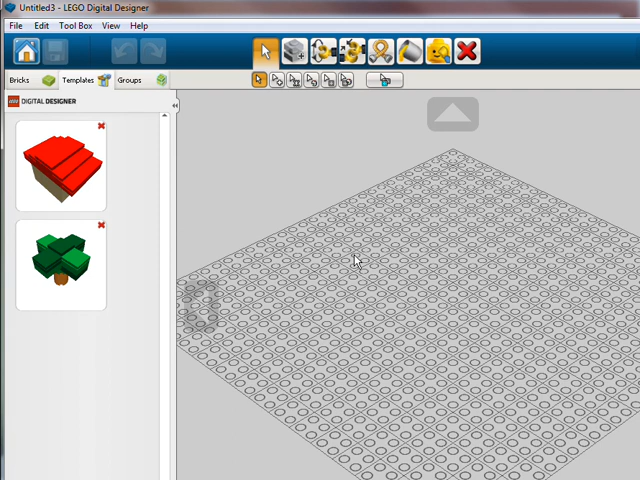 Untitled3 - LEGO Digital Designer
File Edit Tool Box View Help
Bricks Templates Groups
LEGO DIGITAL DESIGNER